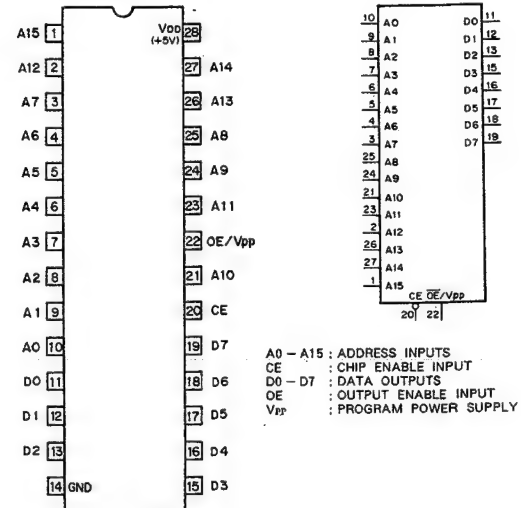 A15 1
A12 2
A7 3
A6 4
A5 5
A4 6
A3 7
A2 8
A1 9
A0 10
D0 11
D1 12
D2 13
14 GND
VDD 28
(+5V)
27 A14
26 A13
25 A8
24 A9
23 A11
22 OE/Vpp
21 A10
20 CE
19 D7
18 D6
17 D5
16 D4
15 D3
10 A0
9 A1
8 A2
7 A3
6 A4
5 A5
4 A6
3 A7
25 A8
24 A9
21 A10
23 A11
2 A12
26 A13
27 A14
1 A15
D0 11
D1 12
D2 13
D3 15
D4 16
D5 17
D6 18
D7 19
CE OE/Vpp
20 22
A0 – A15 : ADDRESS INPUTS
CE : CHIP ENABLE INPUT
D0 – D7 : DATA OUTPUTS
OE : OUTPUT ENABLE INPUT
VPP : PROGRAM POWER SUPPLY